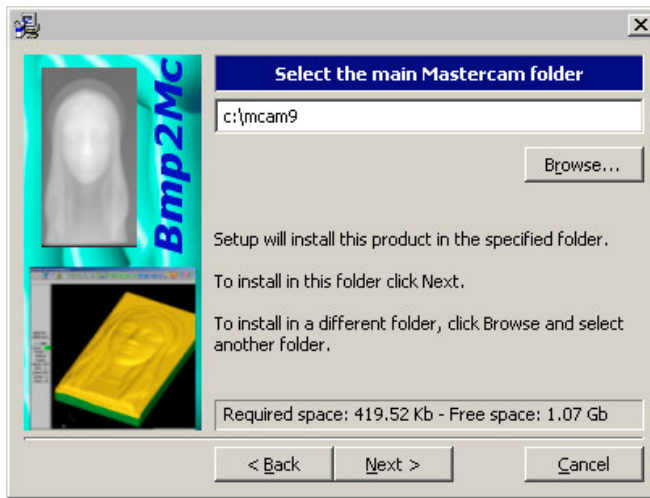 Bmp2Mc
Select the main Mastercam folder
c:\mcam9
Browse...
Setup will install this product in the specified folder.
To install in this folder click Next.
To install in a different folder, click Browse and select
another folder.
Required space: 419.52 Kb - Free space: 1.07 Gb
< Back
Next >
Cancel